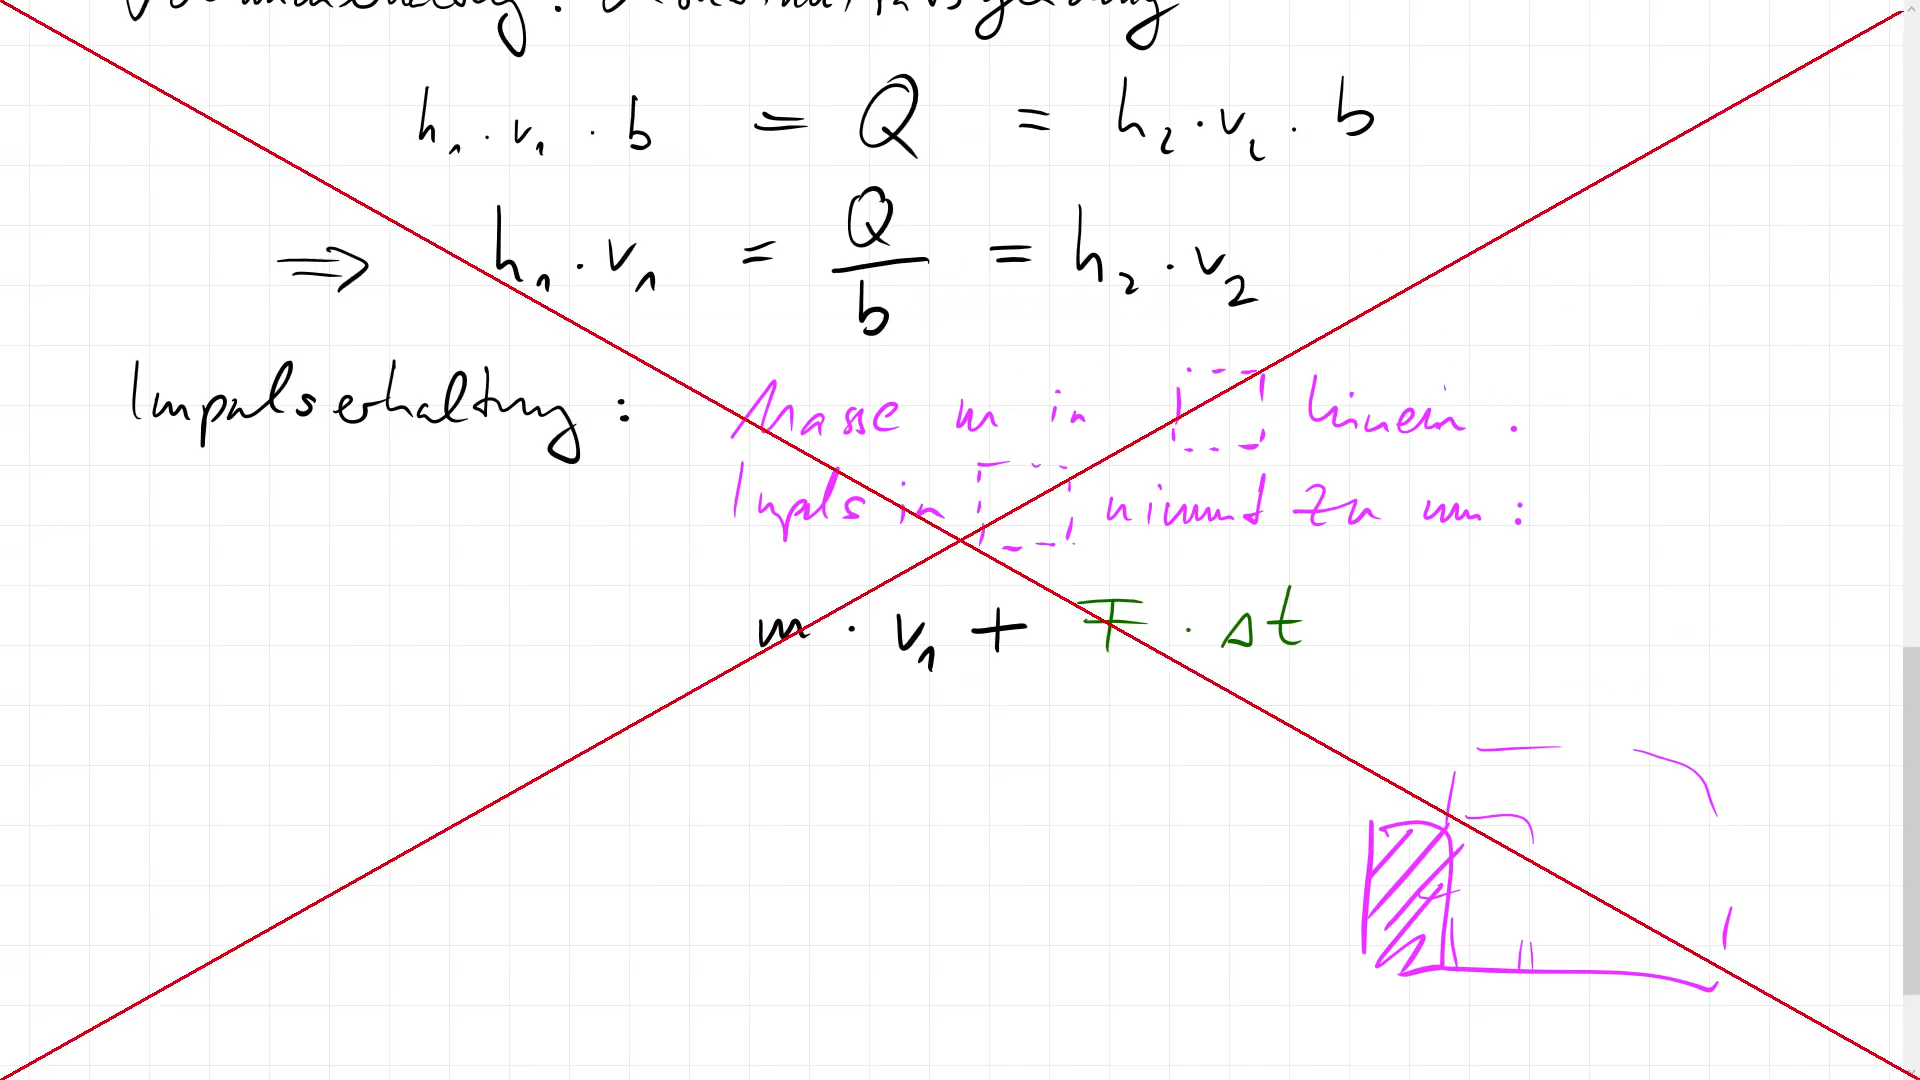 h₁ · v₁ · b = Q = h₂ · v₂ · b
⇒ h₁ · v₁ = Q/b = h₂ · v₂
Impulserhaltung : Masse m in hinein .
Impuls in nimmt zu um :
m · v₁ + F · Δt